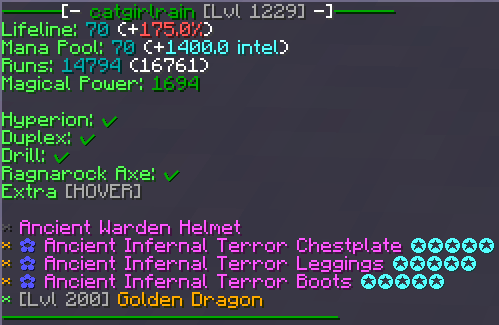 [- catgirlrain [Lvl 1229] -]
Lifeline: 70 (+175.0%)
Mana Pool: 70 (+1400.0 intel)
Runs: 14794 (16761)
Magical Power: 1694
Hyperion: ✓
Duplex: ✓
Drill: ✓
Ragnarock Axe: ✓
Extra [HOVER]
× Ancient Warden Helmet
× ✿ Ancient Infernal Terror Chestplate ✪✪✪✪✪
× ✿ Ancient Infernal Terror Leggings ✪✪✪✪✪
× ✿ Ancient Infernal Terror Boots ✪✪✪✪✪
× [Lvl 200] Golden Dragon